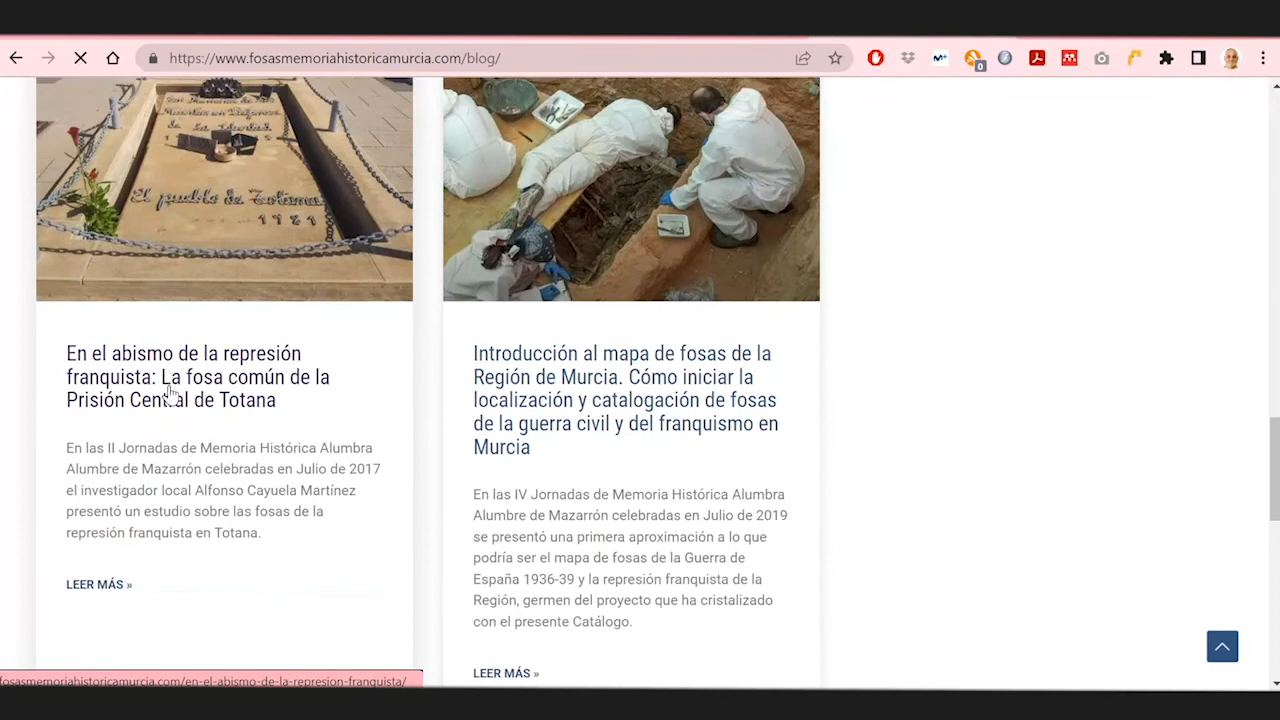 https://www.fosasmemoriahistoricamurcia.com/blog/
0
El pueblo de Totana
1981
En el abismo de la represión
franquista: La fosa común de la
Prisión Central de Totana
En las II Jornadas de Memoria Histórica Alumbra
Alumbre de Mazarrón celebradas en Julio de 2017
el investigador local Alfonso Cayuela Martínez
presentó un estudio sobre las fosas de la
represión franquista en Totana.
LEER MÁS »
Introducción al mapa de fosas de la
Región de Murcia. Cómo iniciar la
localización y catalogación de fosas
de la guerra civil y del franquismo en
Murcia
En las IV Jornadas de Memoria Histórica Alumbra
Alumbre de Mazarrón celebradas en Julio de 2019
se presentó una primera aproximación a lo que
podría ser el mapa de fosas de la Guerra de
España 1936-39 y la represión franquista de la
Región, germen del proyecto que ha cristalizado
con el presente Catálogo.
LEER MÁS »
fosasmemoriahistoricamurcia.com/en-el-abismo-de-la-represion-franquista/